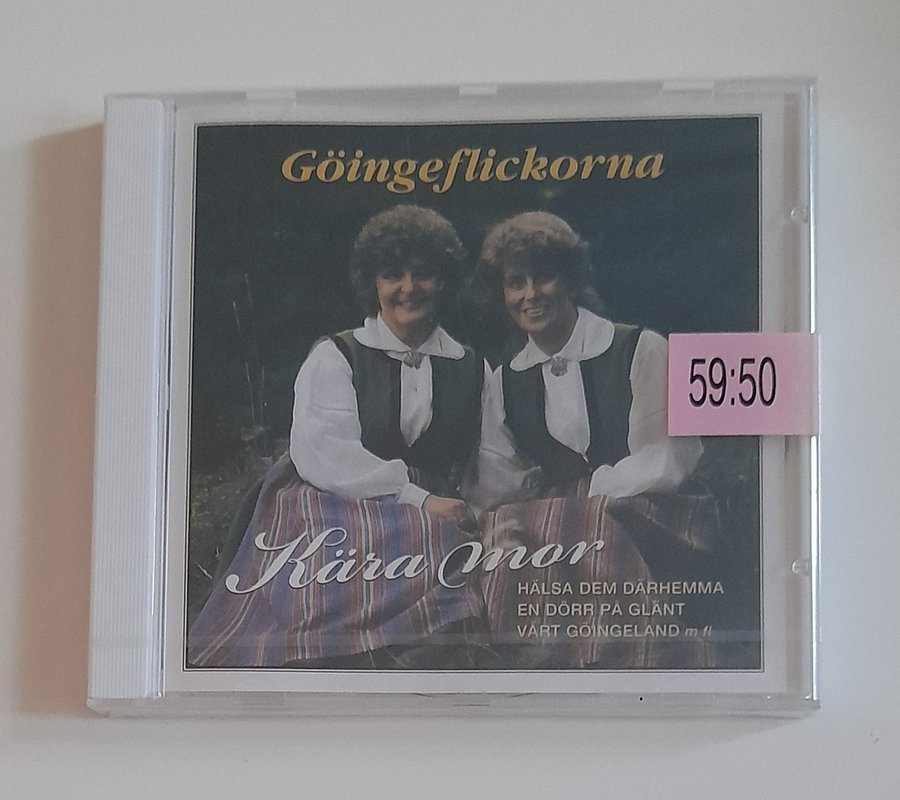 Göingeflickorna
59:50
Kära mor
HÄLSA DEM DÄRHEMMA
EN DÖRR PÅ GLÄNT
VÅRT GÖINGELAND m fl